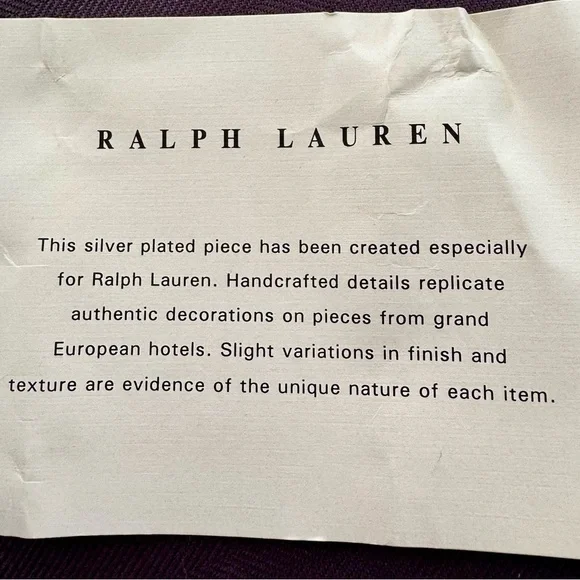 RALPH LAUREN
This silver plated piece has been created especially
for Ralph Lauren. Handcrafted details replicate
authentic decorations on pieces from grand
European hotels. Slight variations in finish and
texture are evidence of the unique nature of each item.